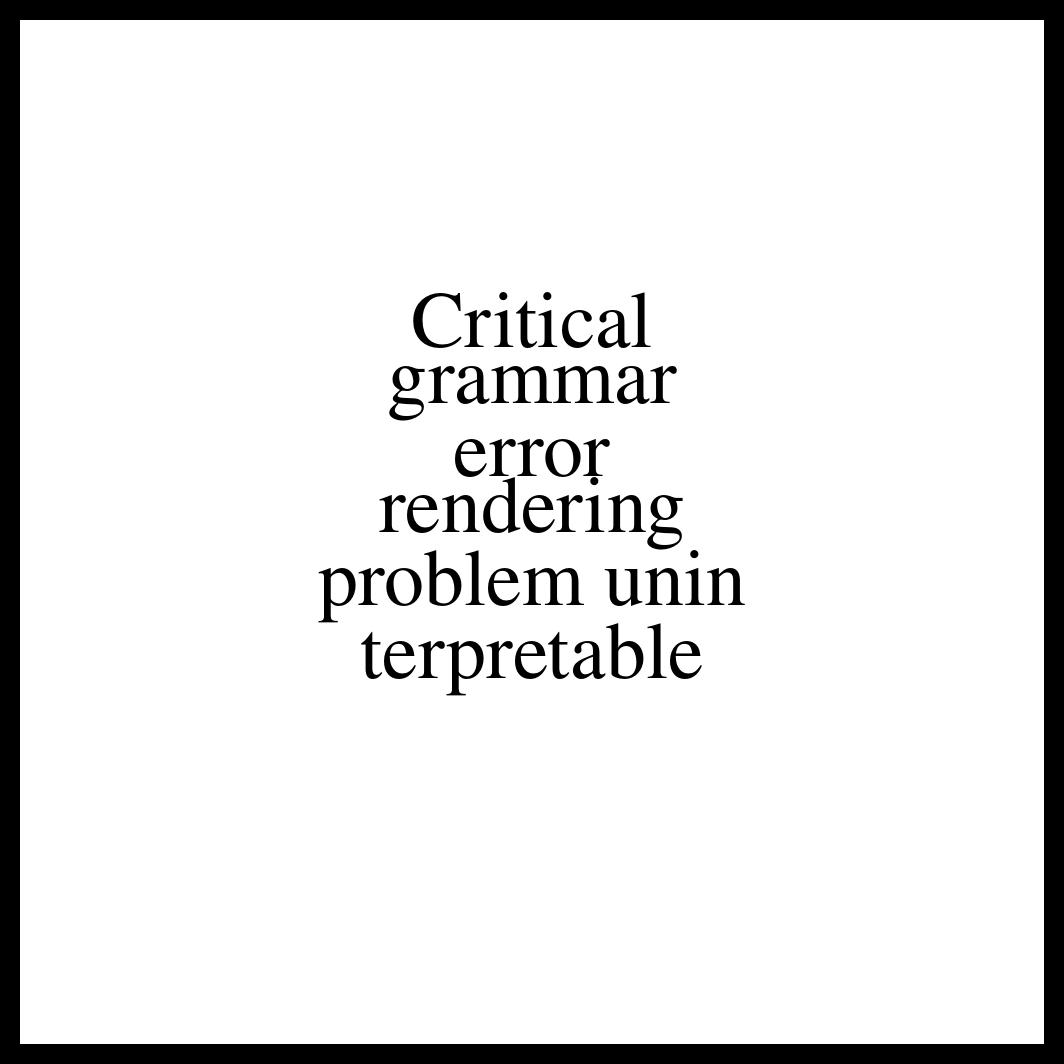 Critical
grammar
error
rendering
problem unin
terpretable